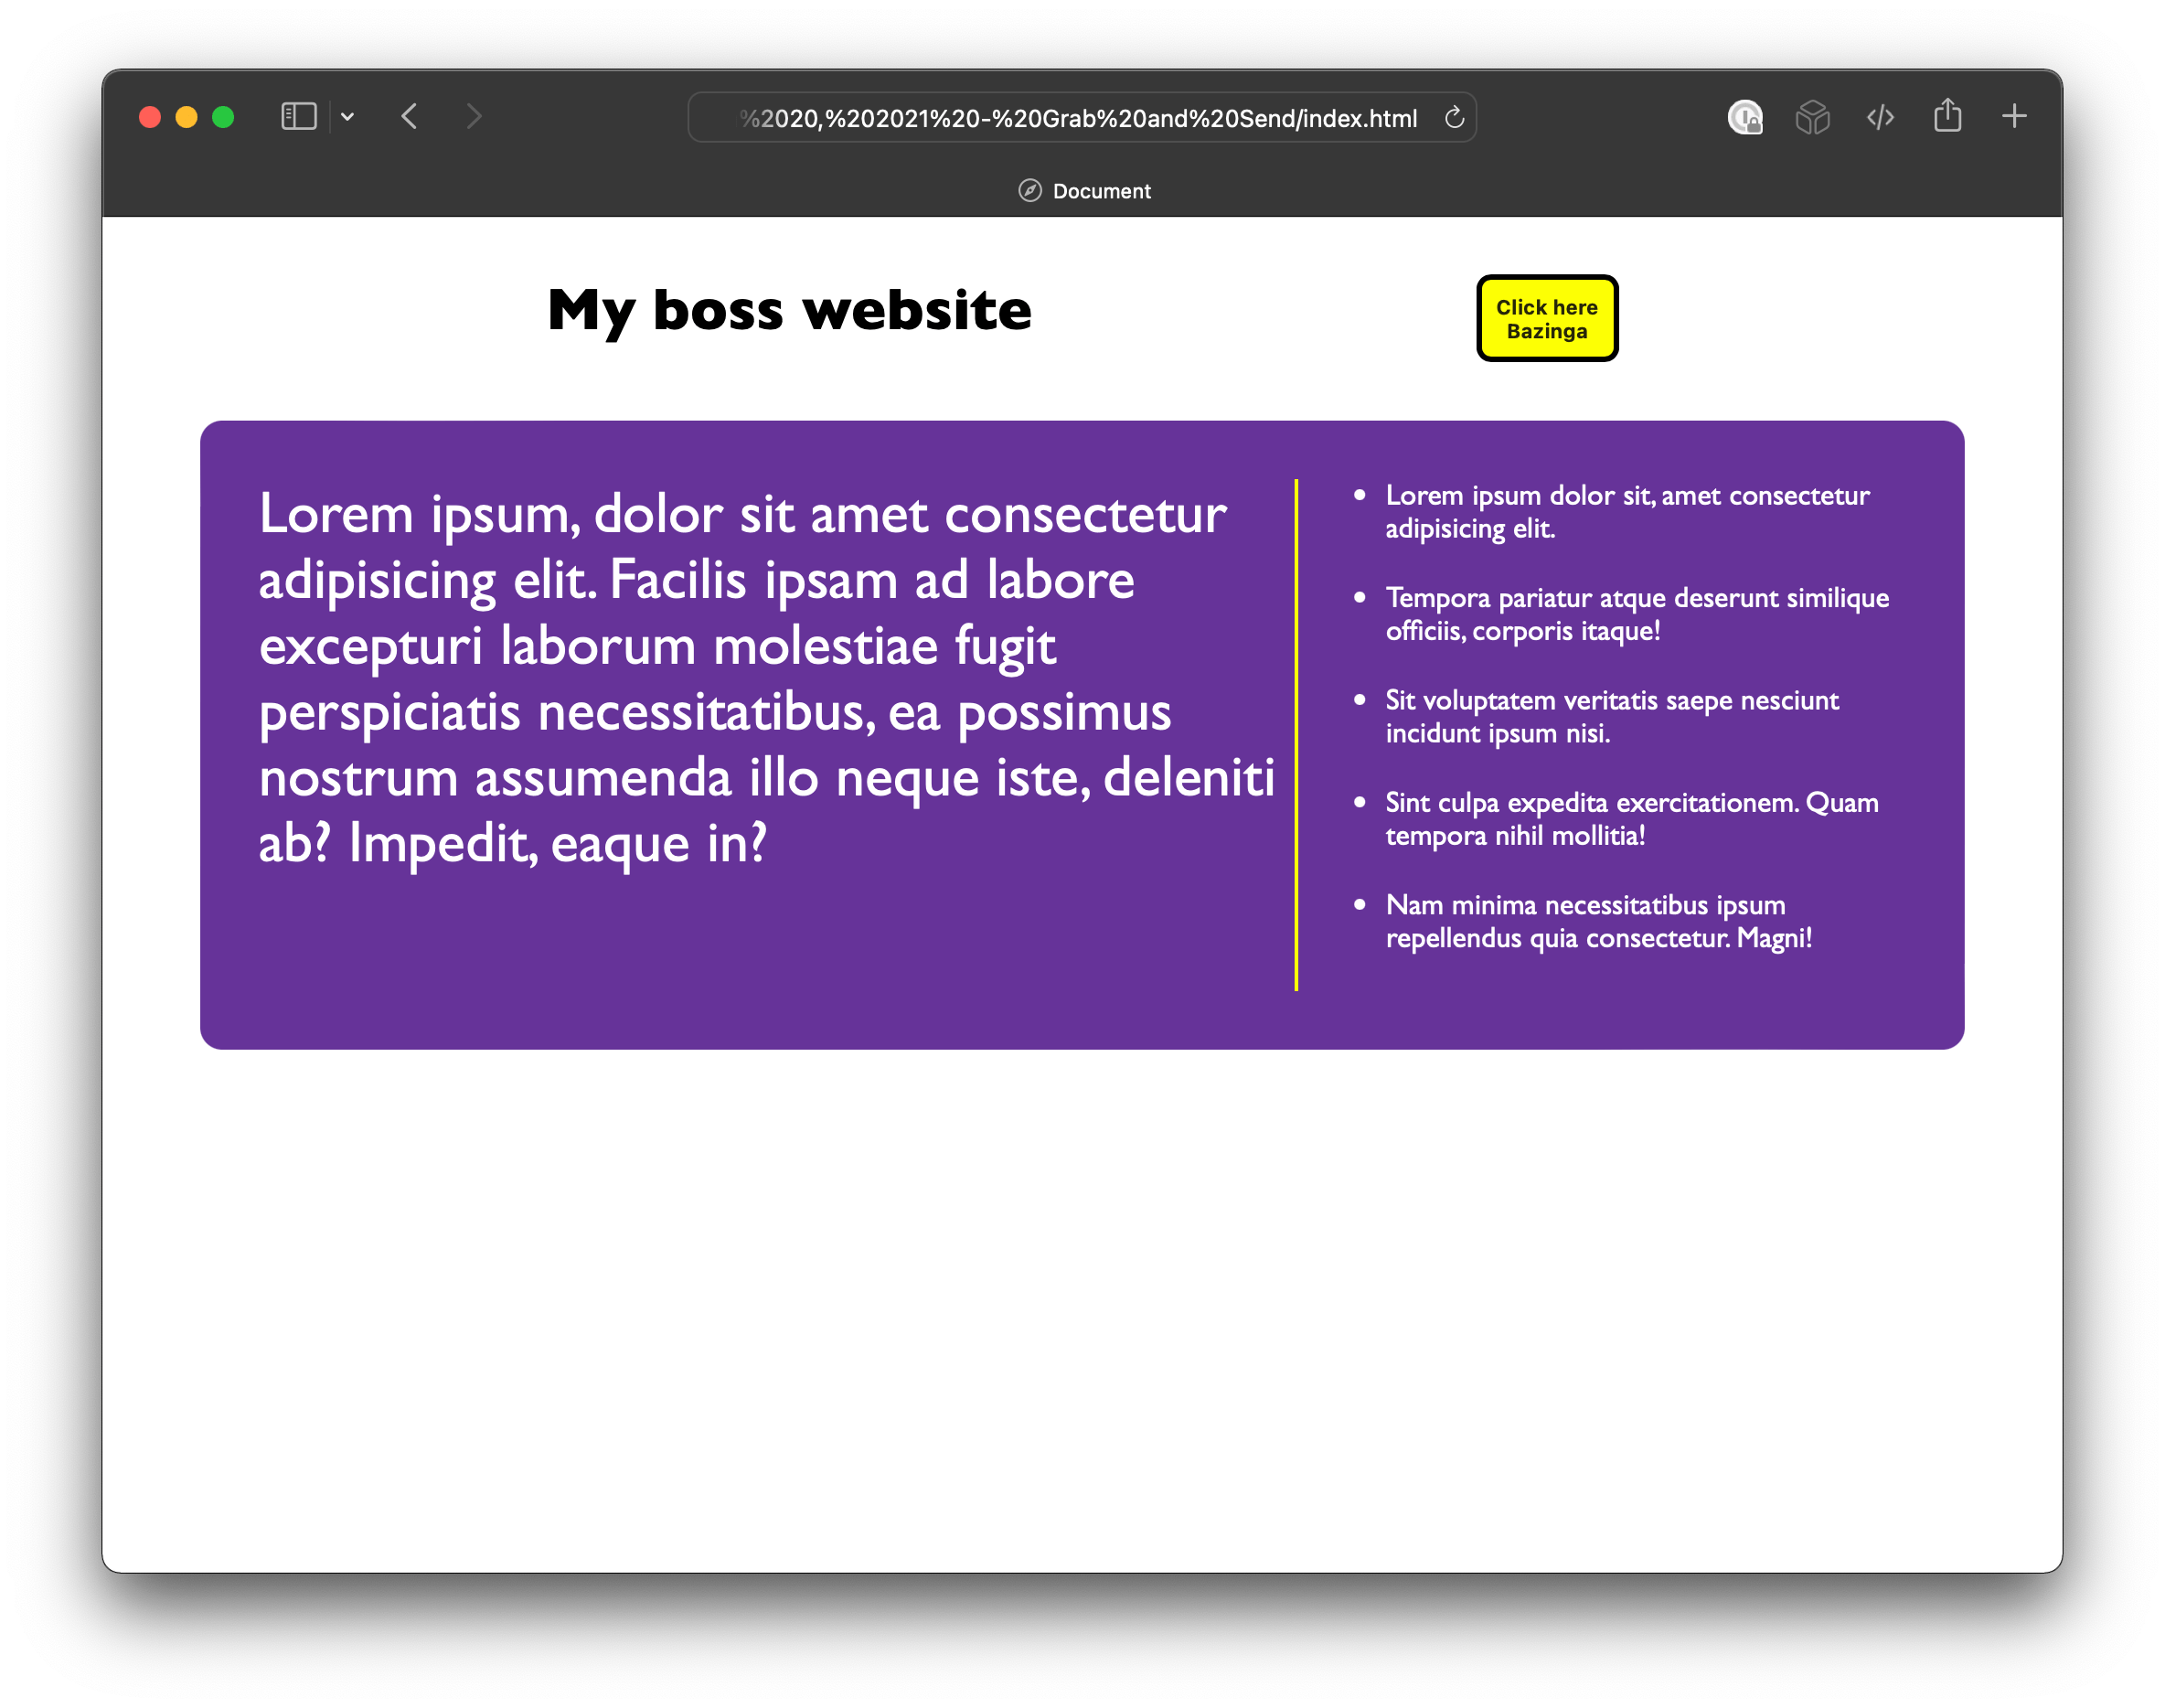 %2020,%202021%20-%20Grab%20and%20Send/index.html
Document
My boss website
Click here
Bazinga
Lorem ipsum, dolor sit amet consectetur
adipisicing elit. Facilis ipsam ad labore
excepturi laborum molestiae fugit
perspiciatis necessitatibus, ea possimus
nostrum assumenda illo neque iste, deleniti
ab? Impedit, eaque in?
Lorem ipsum dolor sit, amet consectetur
adipisicing elit.
Tempora pariatur atque deserunt similique
officiis, corporis itaque!
Sit voluptatem veritatis saepe nesciunt
incidunt ipsum nisi.
Sint culpa expedita exercitationem. Quam
tempora nihil mollitia!
Nam minima necessitatibus ipsum
repellendus quia consectetur. Magni!